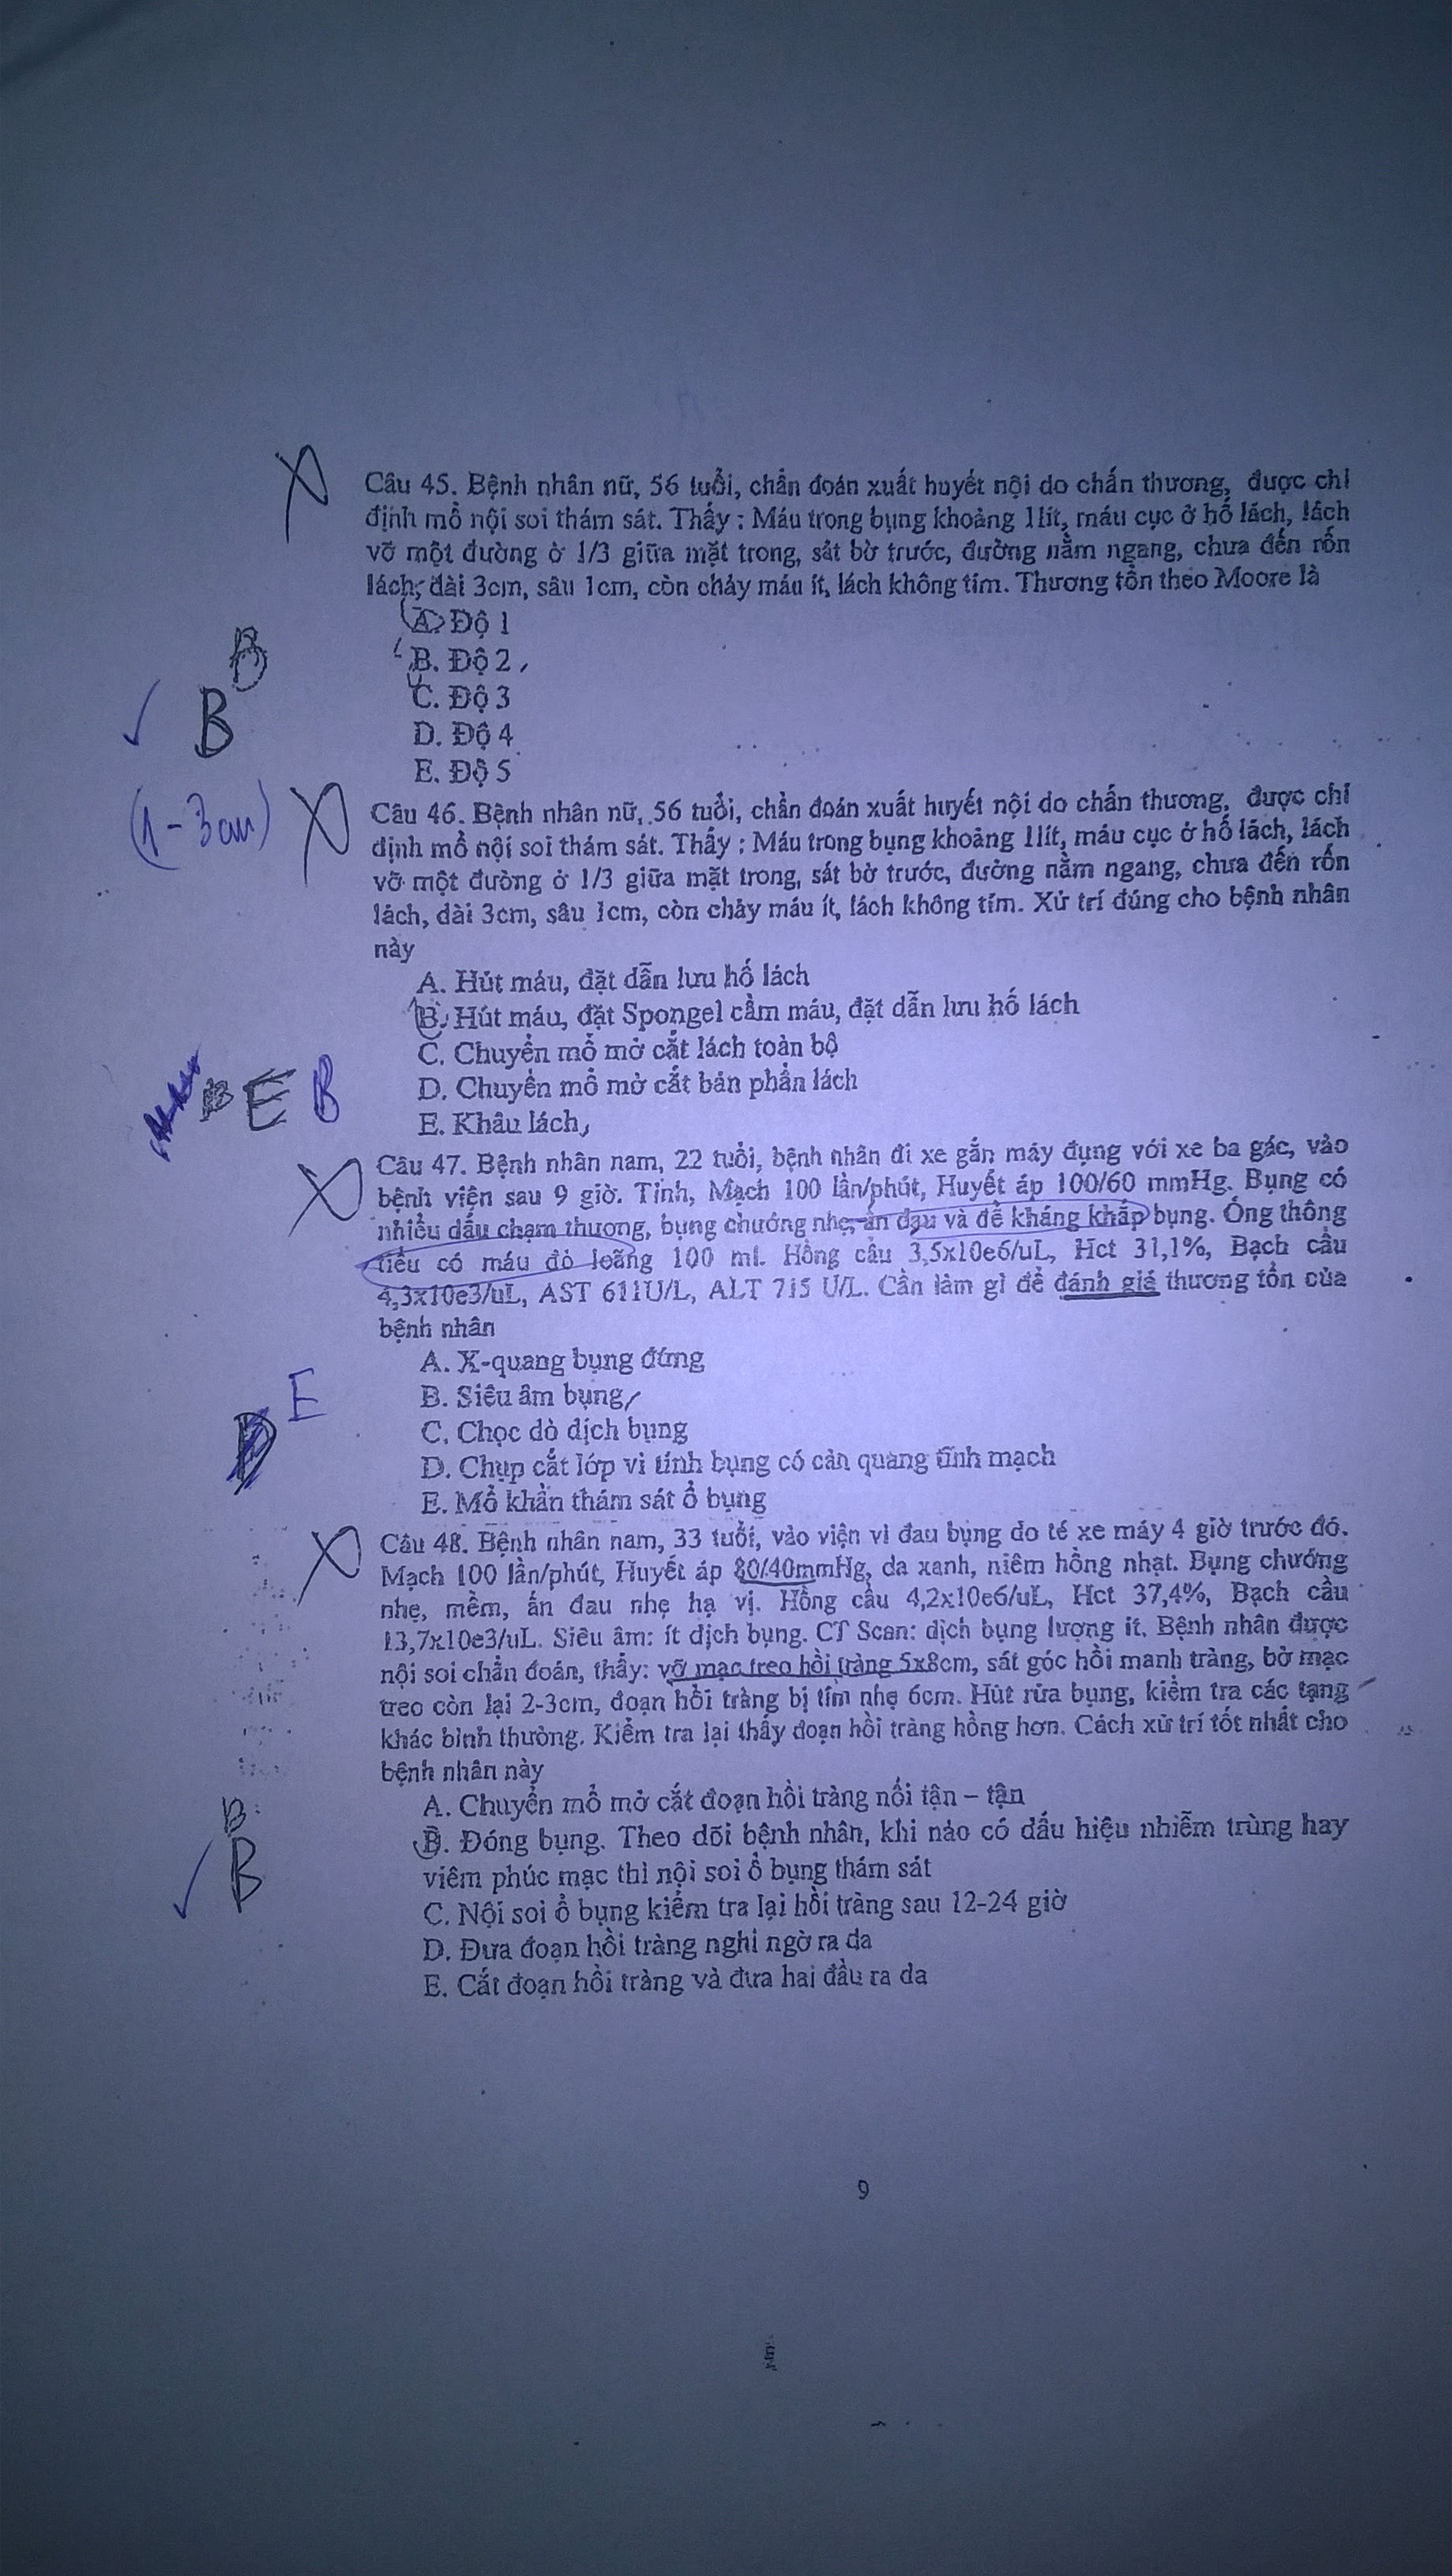 Câu 45. Bệnh nhân nữ, 56 tuổi, chẩn đoán xuất huyết nội do chấn thương, được chỉ
định mổ nội soi thám sát. Thấy : Máu trong bụng khoảng 1lít, máu cục ở hố lách, lách
vỡ một đường ở 1/3 giữa mặt trong, sát bờ trước, đường nằm ngang, chưa đến rốn
lách, dài 3cm, sâu 1cm, còn chảy máu ít, lách không tím. Thương tổn theo Moore là
A. Độ 1
B. Độ 2
C. Độ 3
D. Độ 4
E. Độ 5
B
B
(1-3cm)
Câu 46. Bệnh nhân nữ, 56 tuổi, chẩn đoán xuất huyết nội do chấn thương, được chỉ
định mổ nội soi thám sát. Thấy : Máu trong bụng khoảng 1lít, máu cục ở hố lách, lách
vỡ một đường ở 1/3 giữa mặt trong, sát bờ trước, đường nằm ngang, chưa đến rốn
lách, dài 3cm, sâu 1cm, còn chảy máu ít, lách không tím. Xử trí đúng cho bệnh nhân
này
A. Hút máu, đặt dẫn lưu hố lách
B. Hút máu, đặt Spongel cầm máu, đặt dẫn lưu hố lách
C. Chuyển mổ mở cắt lách toàn bộ
D. Chuyển mổ mở cắt bán phần lách
E. Khâu lách
B E B
Câu 47. Bệnh nhân nam, 22 tuổi, bệnh nhân đi xe gắn máy đụng với xe ba gác, vào
bệnh viện sau 9 giờ. Tỉnh, Mạch 100 lần/phút, Huyết áp 100/60 mmHg. Bụng có
nhiều dấu chạm thương, bụng chướng nhẹ, ấn đau và đề kháng khắp bụng. Ống thông
tiểu có máu đỏ loãng 100 ml. Hồng cầu 3,5x10e6/uL, Hct 31,1%, Bạch cầu
4,3x10e3/uL, AST 611U/L, ALT 715 U/L. Cần làm gì để đánh giá thương tổn của
bệnh nhân
A. X-quang bụng đứng
B. Siêu âm bụng
C. Chọc dò dịch bụng
D. Chụp cắt lớp vi tính bụng có cản quang tĩnh mạch
E. Mổ khẩn thám sát ổ bụng
E
D
Câu 48. Bệnh nhân nam, 33 tuổi, vào viện vì đau bụng do té xe máy 4 giờ trước đó.
Mạch 100 lần/phút, Huyết áp 80/40mmHg, da xanh, niêm hồng nhạt. Bụng chướng
nhẹ, mềm, ấn đau nhẹ hạ vị. Hồng cầu 4,2x10e6/uL, Hct 37,4%, Bạch cầu
13,7x10e3/uL. Siêu âm: ít dịch bụng. CT Scan: dịch bụng lượng ít. Bệnh nhân được
nội soi chẩn đoán, thấy: vỡ mạc treo hồi tràng 5x8cm, sát góc hồi manh tràng, bờ mạc
treo còn lại 2-3cm, đoạn hồi tràng bị tím nhẹ 6cm. Hút rửa bụng, kiểm tra các tạng
khác bình thường. Kiểm tra lại thấy đoạn hồi tràng hồng hơn. Cách xử trí tốt nhất cho
bệnh nhân này
A. Chuyển mổ mở cắt đoạn hồi tràng nối tận – tận
B. Đóng bụng. Theo dõi bệnh nhân, khi nào có dấu hiệu nhiễm trùng hay
viêm phúc mạc thì nội soi ổ bụng thám sát
C. Nội soi ổ bụng kiểm tra lại hồi tràng sau 12-24 giờ
D. Đưa đoạn hồi tràng nghi ngờ ra da
E. Cắt đoạn hồi tràng và đưa hai đầu ra da
B
B
9